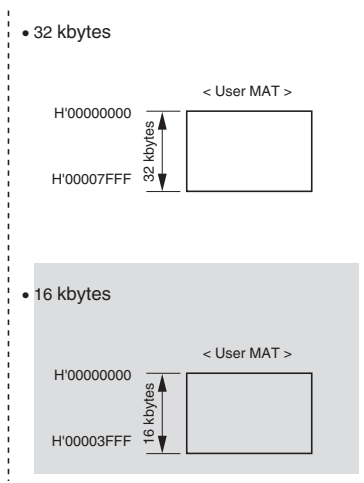 • 32 kbytes
< User MAT >
H'00000000
32 kbytes
H'00007FFF
• 16 kbytes
< User MAT >
H'00000000
16 kbytes
H'00003FFF